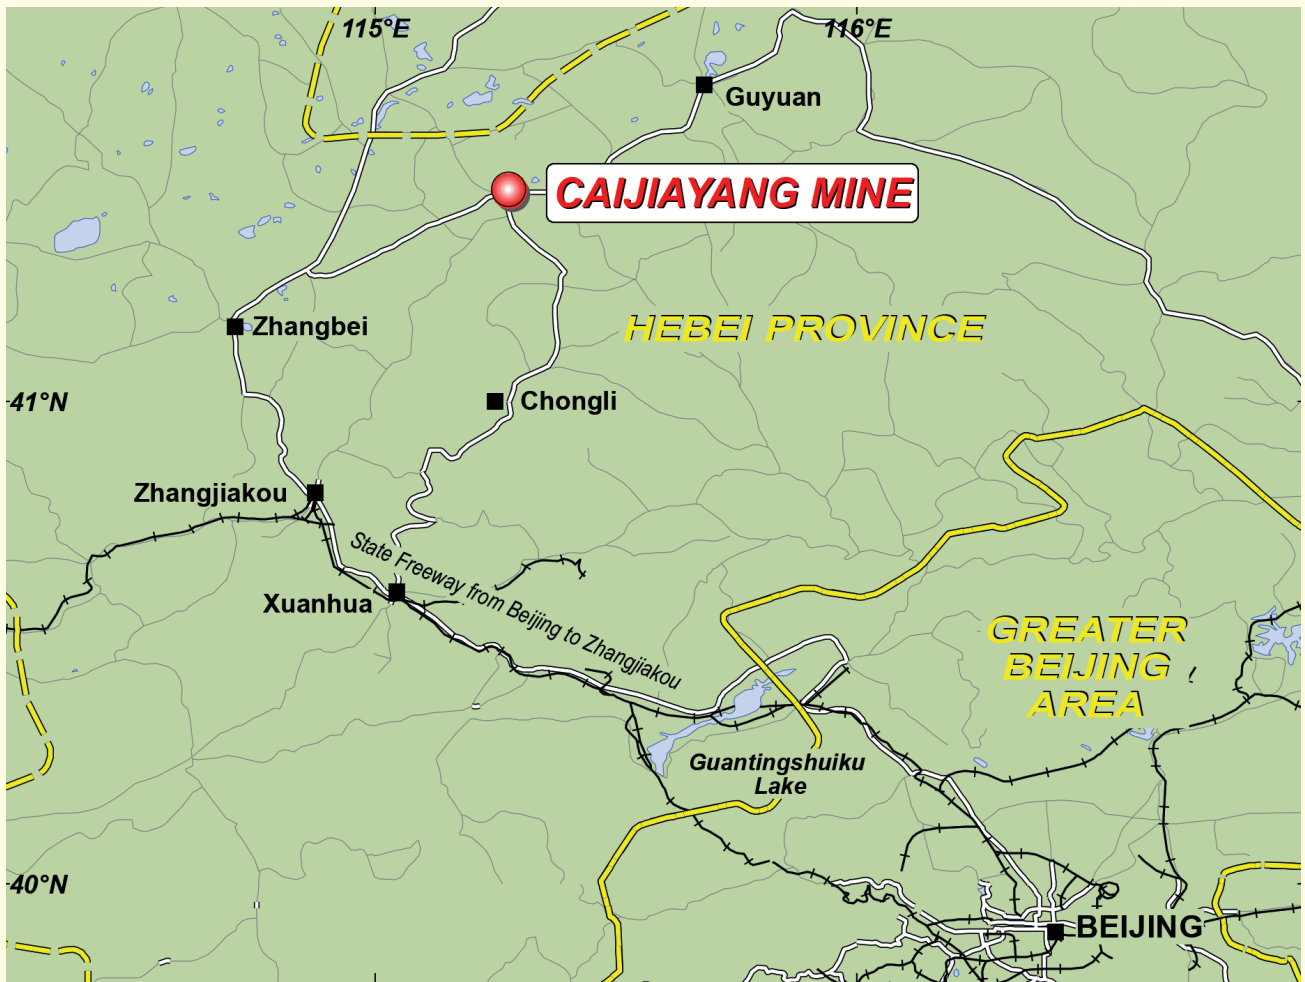 115°E
116°E
Guyuan
CAIJIAYANG MINE
Zhangbei
HEBEI PROVINCE
41°N
Chongli
Zhangjiakou
State Freeway from Beijing to Zhangjiakou
Xuanhua
GREATER
BEIJING
AREA
Guantingshuiku
Lake
40°N
BEIJING